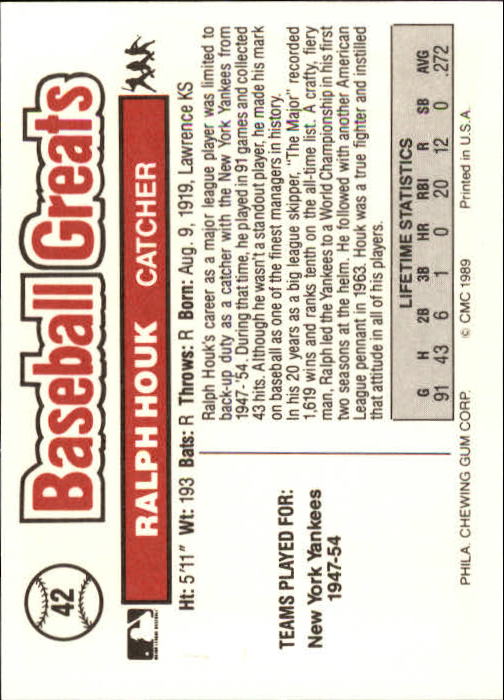 42
Baseball Greats
RALPH HOUK CATCHER
Ht: 5'11" Wt: 193 Bats: R Throws: R Born: Aug. 9, 1919, Lawrence KS
TEAMS PLAYED FOR:
New York Yankees
1947-54
Ralph Houk's career as a major league player was limited to
back-up duty as a catcher with the New York Yankees from
1947-54. During that time, he played in 91 games and collected
43 hits. Although he wasn't a standout player, he made his mark
on baseball as one of the finest managers in history.
In his 20 years as a big league skipper, "The Major" recorded
1,619 wins and ranks tenth on the all-time list. A crafty, fiery
man, Ralph led the Yankees to a World Championship in his first
two seasons at the helm. He followed with another American
League pennant in 1963. Houk was a true fighter and instilled
that attitude in all of his players.
LIFETIME STATISTICS
G H 2B 3B HR RBI R SB AVG
91 43 6 1 0 20 12 0 .272
PHILA. CHEWING GUM CORP. © CMC 1989 Printed in U.S.A.